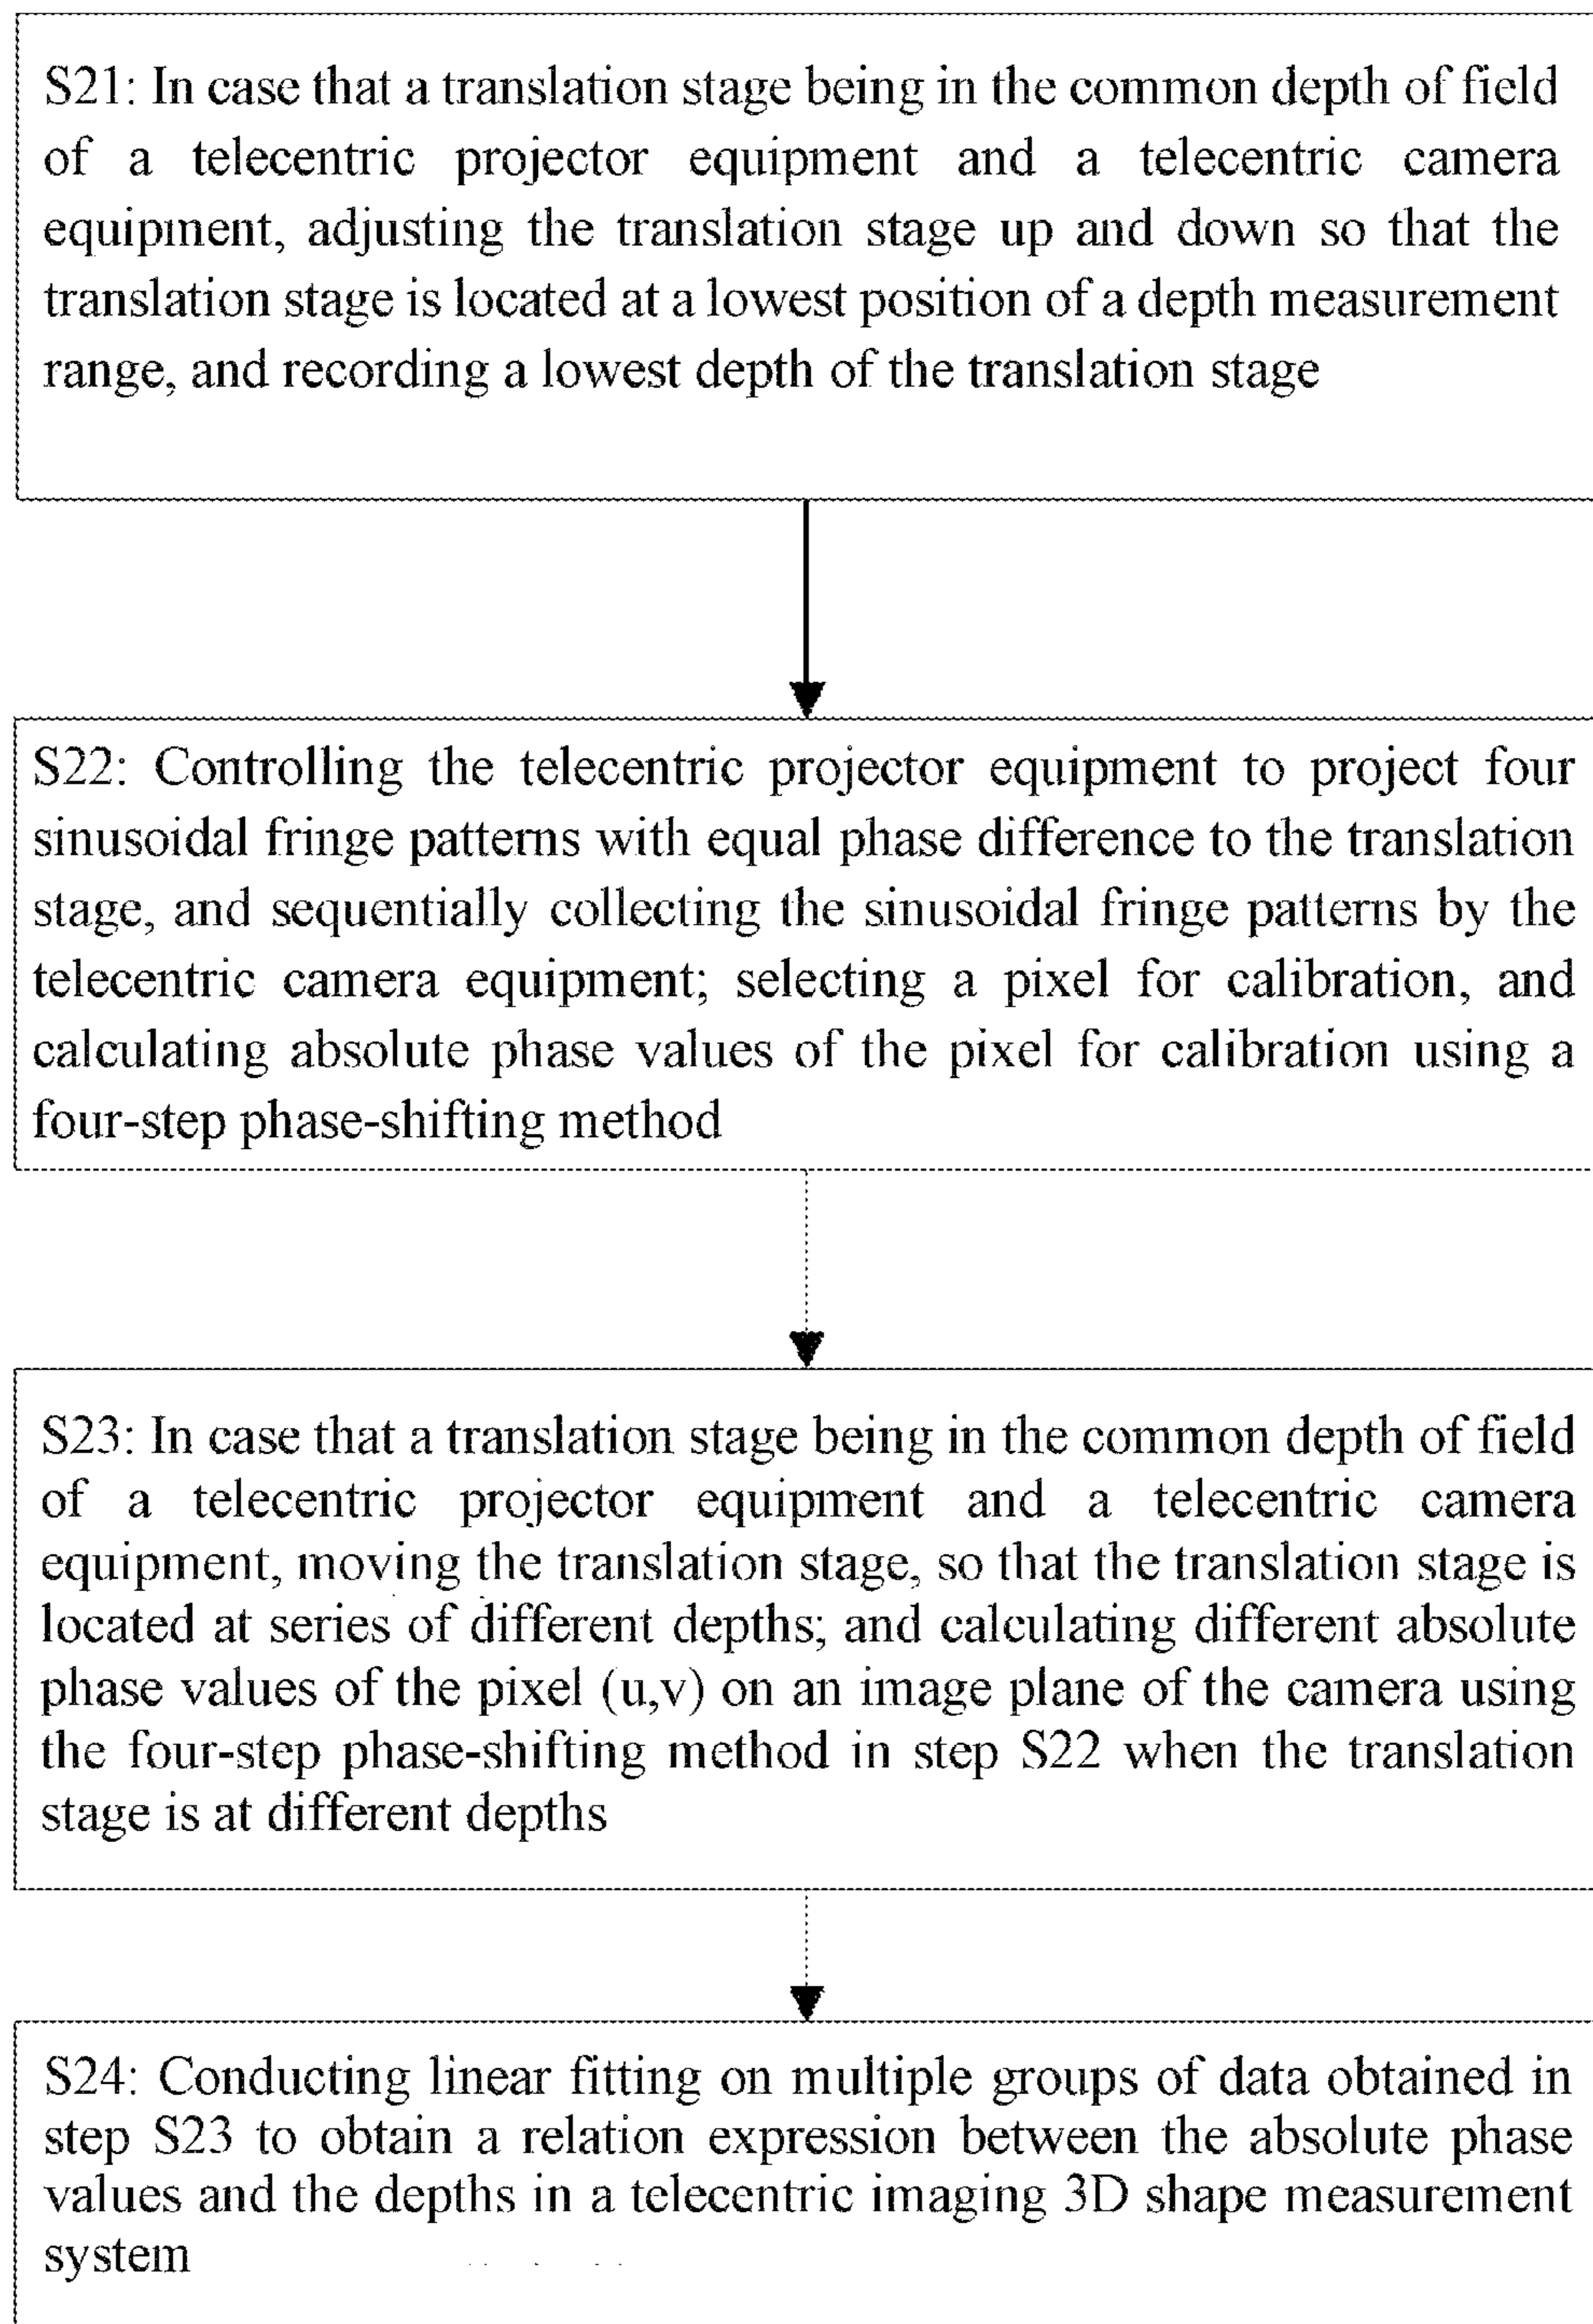 S21: In case that a translation stage being in the common depth of field
of a telecentric projector equipment and a telecentric camera
equipment, adjusting the translation stage up and down so that the
translation stage is located at a lowest position of a depth measurement
range, and recording a lowest depth of the translation stage
S22: Controlling the telecentric projector equipment to project four
sinusoidal fringe patterns with equal phase difference to the translation
stage, and sequentially collecting the sinusoidal fringe patterns by the
telecentric camera equipment; selecting a pixel for calibration, and
calculating absolute phase values of the pixel for calibration using a
four-step phase-shifting method
S23: In case that a translation stage being in the common depth of field
of a telecentric projector equipment and a telecentric camera
equipment, moving the translation stage, so that the translation stage is
located at series of different depths; and calculating different absolute
phase values of the pixel (u,v) on an image plane of the camera using
the four-step phase-shifting method in step S22 when the translation
stage is at different depths
S24: Conducting linear fitting on multiple groups of data obtained in
step S23 to obtain a relation expression between the absolute phase
values and the depths in a telecentric imaging 3D shape measurement
system